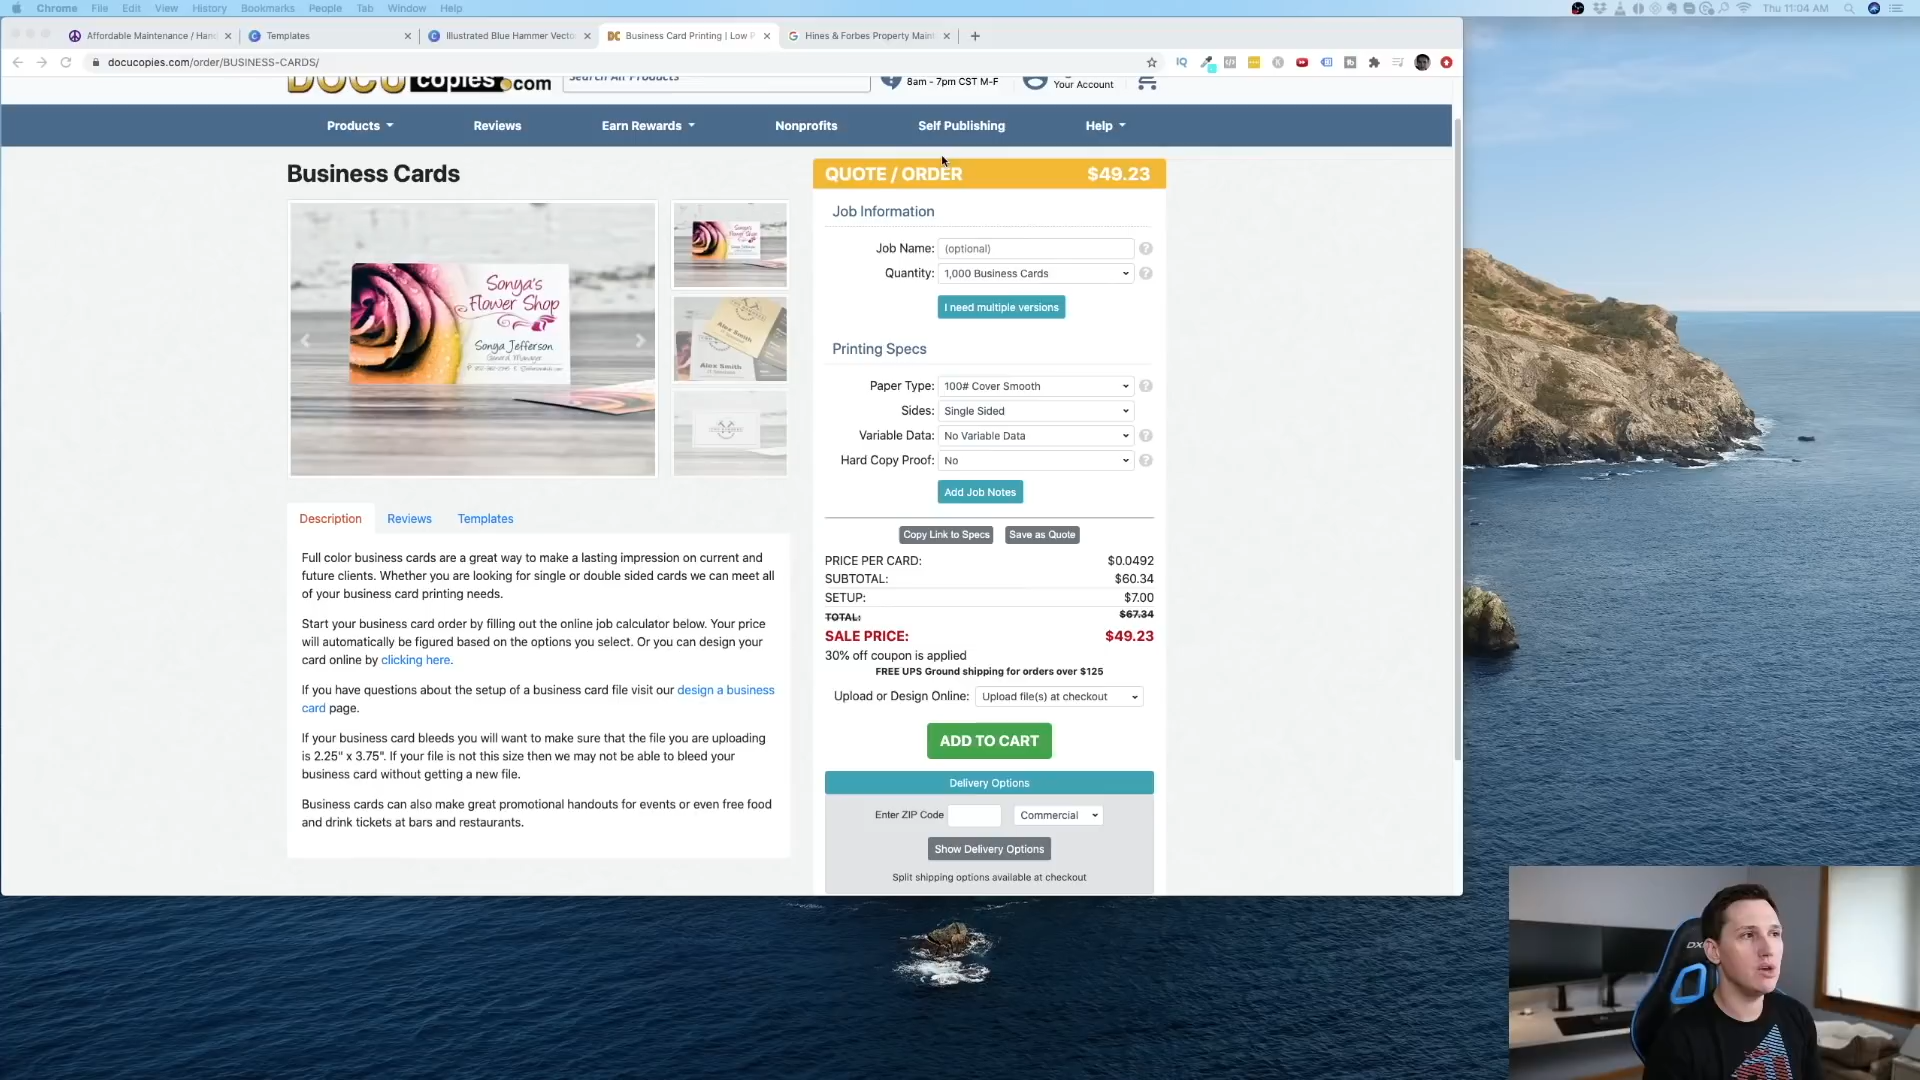 Chrome File Edit View History Bookmarks People Tab Window Help Thu 11:04 AM
Affordable Maintenance / Hand Templates Illustrated Blue Hammer Vecto Business Card Printing | Low P Hines & Forbes Property Maint
docucopies.com/order/BUSINESS-CARDS/
DOCUcopies.com Search All Products 8am - 7pm CST M-F Your Account
Products Reviews Earn Rewards Nonprofits Self Publishing Help
Business Cards
Sonya's
Flower Shop
Sonya Jefferson
General Manager
Alex Smith
Alex Smith
Description Reviews Templates
Full color business cards are a great way to make a lasting impression on current and
future clients. Whether you are looking for single or double sided cards we can meet all
of your business card printing needs.
Start your business card order by filling out the online job calculator below. Your price
will automatically be figured based on the options you select. Or you can design your
card online by clicking here.
If you have questions about the setup of a business card file visit our design a business
card page.
If your business card bleeds you will want to make sure that the file you are uploading
is 2.25" x 3.75". If your file is not this size then we may not be able to bleed your
business card without getting a new file.
Business cards can also make great promotional handouts for events or even free food
and drink tickets at bars and restaurants.
QUOTE / ORDER $49.23
Job Information
Job Name: (optional)
Quantity: 1,000 Business Cards
I need multiple versions
Printing Specs
Paper Type: 100# Cover Smooth
Sides: Single Sided
Variable Data: No Variable Data
Hard Copy Proof: No
Add Job Notes
Copy Link to Specs Save as Quote
PRICE PER CARD: $0.0492
SUBTOTAL: $60.34
SETUP: $7.00
TOTAL: $67.34
SALE PRICE: $49.23
30% off coupon is applied
FREE UPS Ground shipping for orders over $125
Upload or Design Online: Upload file(s) at checkout
ADD TO CART
Delivery Options
Enter ZIP Code Commercial
Show Delivery Options
Split shipping options available at checkout
DX